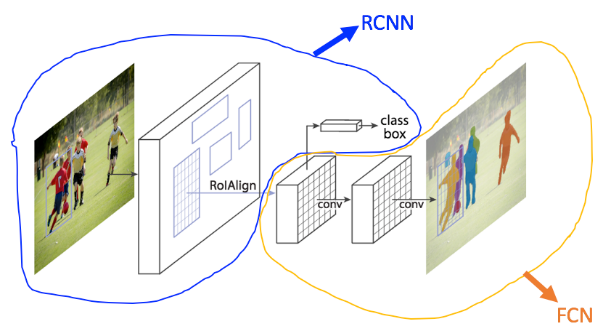 RCNN
class
box
RoIAlign
conv
conv
FCN